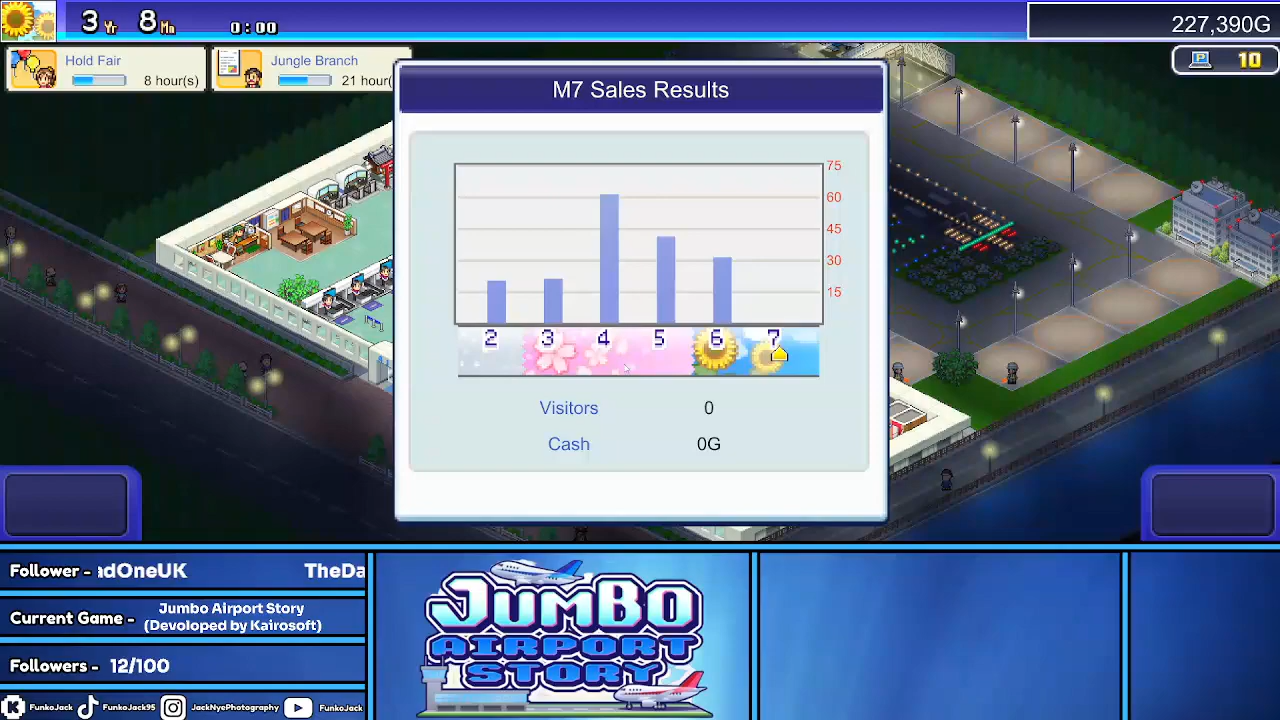 3 Yr 8 Mn 0:00
227,390G
Hold Fair
8 hour(s)
Jungle Branch
21 hour(
P 10
M7 Sales Results
75
60
45
30
15
2 3 4 5 6 7
Visitors 0
Cash 0G
Follower - adOneUK TheDa
Current Game - Jumbo Airport Story
(Devoloped by Kairosoft)
Followers - 12/100
FunkoJack FunkoJack95 JackNyePhotography FunkoJack
JUMBO
AIRPORT
STORY